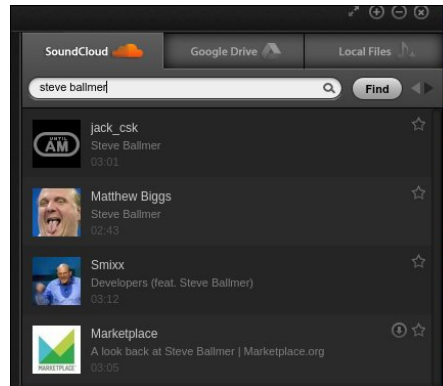 SoundCloud Google Drive Local Files
steve ballmer Find
UNTIL
AM
jack_csk
Steve Ballmer
03:01
Matthew Biggs
Steve Ballmer
02:43
Smixx
Developers (feat. Steve Ballmer)
03:12
MARKETPLACE
Marketplace
A look back at Steve Ballmer | Marketplace.org
03:05